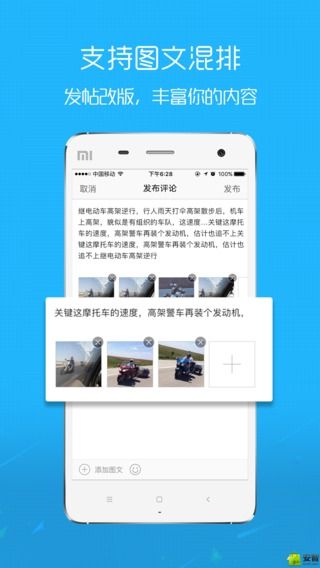 支持图文混排
发帖改版，丰富你的内容
MI
中国移动
下午6:28
100%
取消
发布评论
发布
继电动车高架逆行，行人雨天打伞高架散步后，机车
上高架，貌似是有组织的车队，这速度...关键这摩托
车的速度，高架警车再装个发动机，估计也追不上关
键这摩托车的速度，高架警车再装个发动机，估计也
追不上继电动车高架逆行
关键这摩托车的速度，高架警车再装个发动机，
添加图文
安智